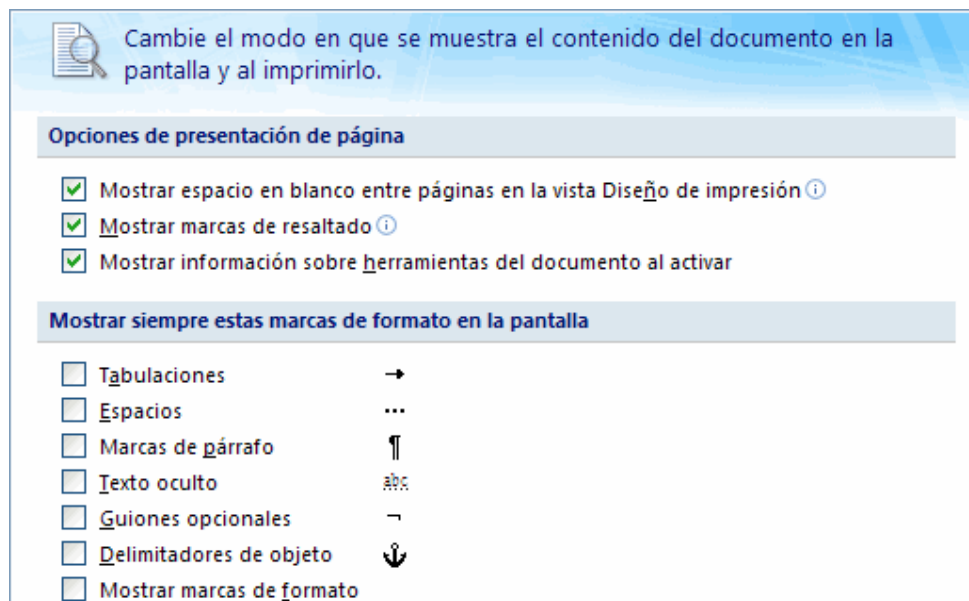 Cambie el modo en que se muestra el contenido del documento en la
pantalla y al imprimirlo.
Opciones de presentación de página
Mostrar espacio en blanco entre páginas en la vista Diseño de impresión
Mostrar marcas de resaltado
Mostrar información sobre herramientas del documento al activar
Mostrar siempre estas marcas de formato en la pantalla
Tabulaciones →
Espacios ···
Marcas de párrafo ¶
Texto oculto abc
Guiones opcionales ¬
Delimitadores de objeto
Mostrar marcas de formato